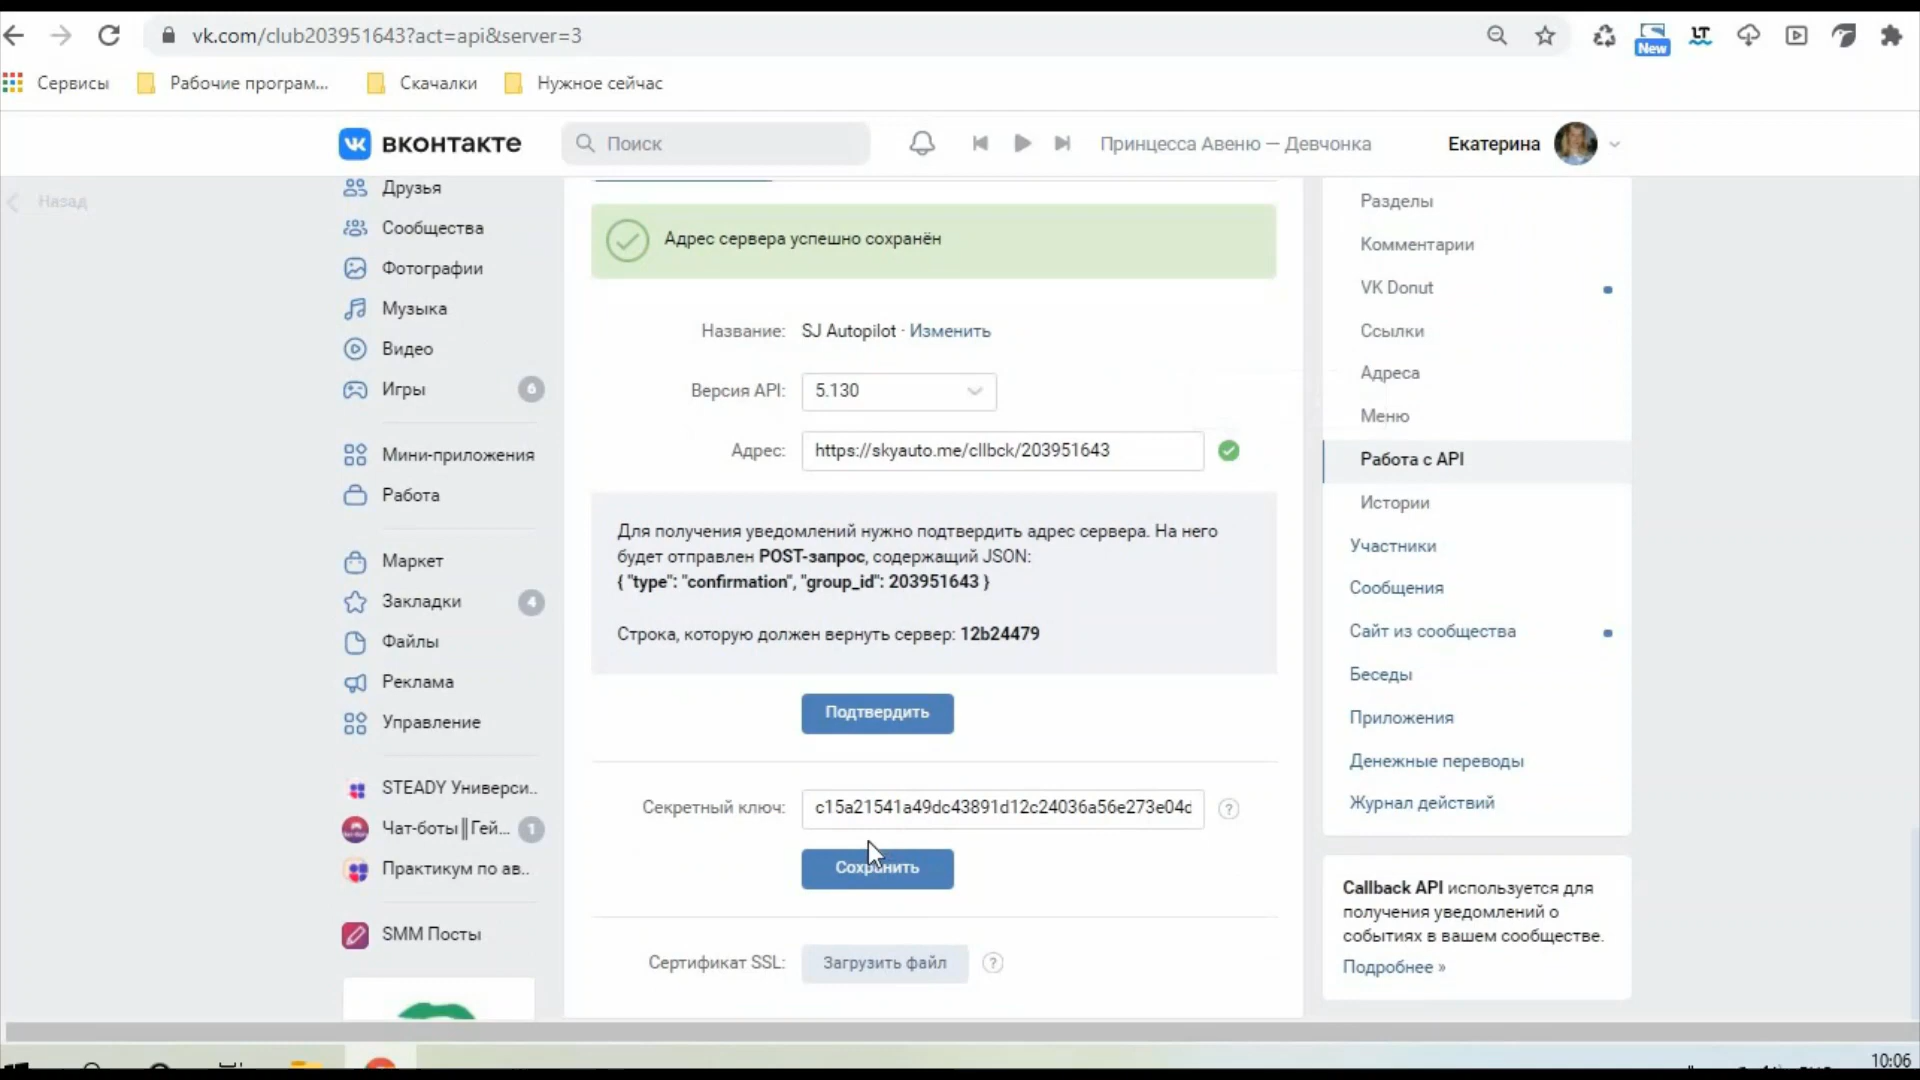 vk.com/club203951643?act=api&server=3
New
LT
Сервисы
Рабочие програм...
Скачалки
Нужное сейчас
вконтакте
Поиск
Принцесса Авеню — Девчонка
Екатерина
Назад
Друзья
Сообщества
Фотографии
Музыка
Видео
Игры 6
Мини-приложения
Работа
Маркет
Закладки 4
Файлы
Реклама
Управление
STEADY Универси..
Чат-боты║Гей... 1
Практикум по ав..
SMM Посты
Адрес сервера успешно сохранён
Название: SJ Autopilot · Изменить
Версия API: 5.130
Адрес: https://skyauto.me/cllbck/203951643
Для получения уведомлений нужно подтвердить адрес сервера. На него
будет отправлен POST-запрос, содержащий JSON:
{ "type": "confirmation", "group_id": 203951643 }
Строка, которую должен вернуть сервер: 12b24479
Подтвердить
Секретный ключ: c15a21541a49dc43891d12c24036a56e273e04c
?
Сохранить
Сертификат SSL: Загрузить файл ?
Разделы
Комментарии
VK Donut
Ссылки
Адреса
Меню
Работа с API
Истории
Участники
Сообщения
Сайт из сообщества
Беседы
Приложения
Денежные переводы
Журнал действий
Callback API используется для
получения уведомлений о
событиях в вашем сообществе.
Подробнее »
10:06